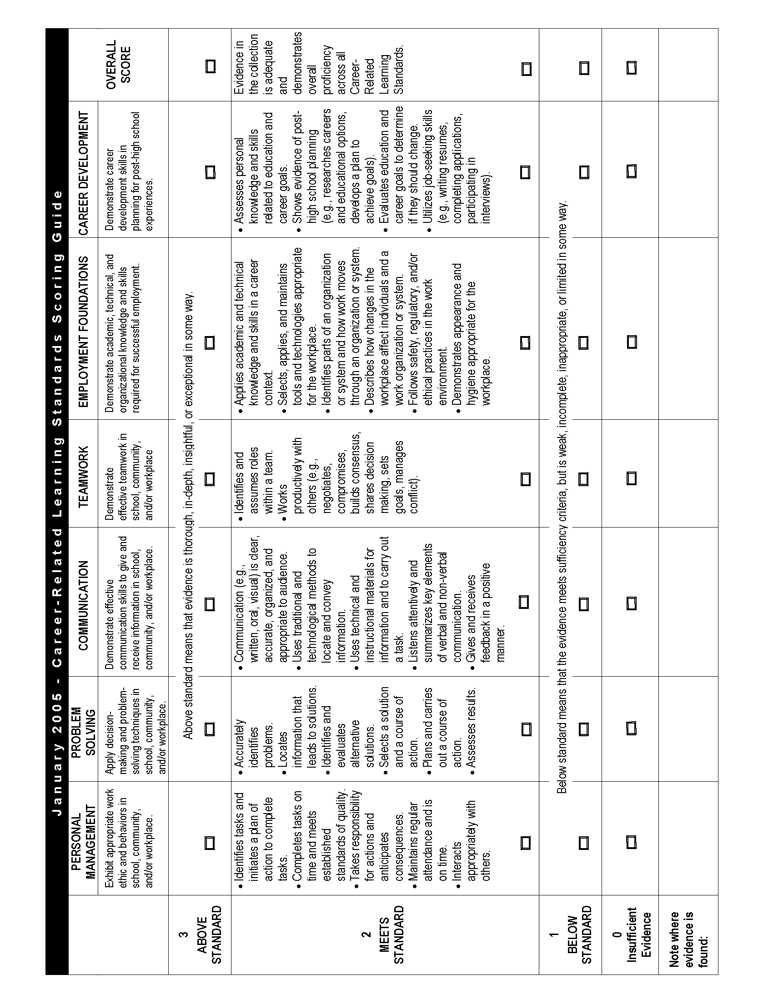 January 2005 - Career-Related Learning Standards Scoring Guide
PERSONAL
MANAGEMENT
PROBLEM
SOLVING
COMMUNICATION
TEAMWORK
EMPLOYMENT FOUNDATIONS
CAREER DEVELOPMENT
OVERALL
SCORE
Exhibit appropriate work
ethic and behaviors in
school, community,
and/or workplace.
Apply decision-
making and problem-
solving techniques in
school, community,
and/or workplace.
Demonstrate effective
communication skills to give and
receive information in school,
community, and/or workplace.
Demonstrate
effective teamwork in
school, community,
and/or workplace
Demonstrate academic, technical, and
organizational knowledge and skills
required for successful employment.
Demonstrate career
development skills in
planning for post-high school
experiences.
3
ABOVE
STANDARD
Above standard means that evidence is thorough, in-depth, insightful, or exceptional in some way.
2
MEETS
STANDARD
• Identifies tasks and
initiates a plan of
action to complete
tasks.
• Completes tasks on
time and meets
established
standards of quality.
• Takes responsibility
for actions and
anticipates
consequences.
• Maintains regular
attendance and is
on time.
• Interacts
appropriately with
others.
• Accurately
identifies
problems.
• Locates
information that
leads to solutions.
• Identifies and
evaluates
alternative
solutions.
• Selects a solution
and a course of
action.
• Plans and carries
out a course of
action.
• Assesses results.
• Communication (e.g.,
written, oral, visual) is clear,
accurate, organized, and
appropriate to audience.
• Uses traditional and
technological methods to
locate and convey
information.
• Uses technical and
instructional materials for
information and to carry out
a task.
• Listens attentively and
summarizes key elements
of verbal and non-verbal
communication.
• Gives and receives
feedback in a positive
manner.
• Identifies and
assumes roles
within a team.
• Works
productively with
others (e.g.,
negotiates,
compromises,
builds consensus,
shares decision
making, sets
goals, manages
conflict).
• Applies academic and technical
knowledge and skills in a career
context.
• Selects, applies, and maintains
tools and technologies appropriate
for the workplace.
• Identifies parts of an organization
or system and how work moves
through an organization or system.
• Describes how changes in the
workplace affect individuals and a
work organization or system.
• Follows safety, regulatory, and/or
ethical practices in the work
environment.
• Demonstrates appearance and
hygiene appropriate for the
workplace.
• Assesses personal
knowledge and skills
related to education and
career goals.
• Shows evidence of post-
high school planning
(e.g., researches careers
and educational options,
develops a plan to
achieve goals).
• Evaluates education and
career goals to determine
if they should change.
• Utilizes job-seeking skills
(e.g., writing resumes,
completing applications,
participating in
interviews).
Evidence in
the collection
is adequate
and
demonstrates
overall
proficiency
across all
Career-
Related
Learning
Standards.
1
BELOW
STANDARD
Below standard means that the evidence meets sufficiency criteria, but is weak, incomplete, inappropriate, or limited in some way.
0
Insufficient
Evidence
Note where
evidence is
found: